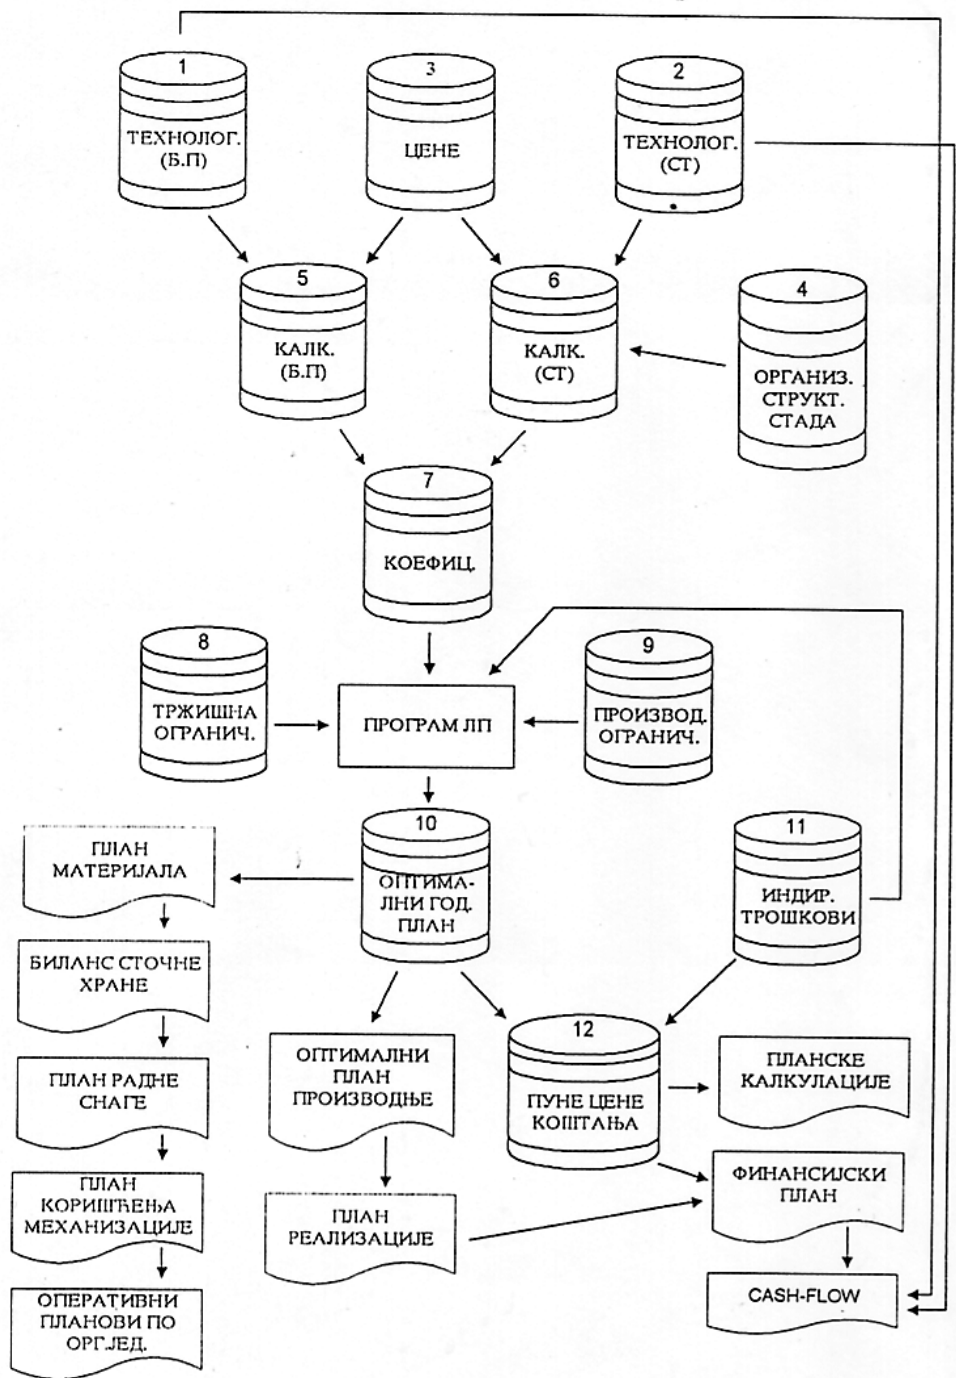 1
ТЕХНОЛОГ.
(Б.П)
3
ЦЕНЕ
2
ТЕХНОЛОГ.
(СТ)
5
КАЛК.
(Б.П)
6
КАЛК.
(СТ)
4
ОРГАНИЗ.
СТРУКТ.
СТАДА
7
КОЕФИЦ.
8
ТРЖИШНА
ОГРАНИЧ.
ПРОГРАМ ЛП
9
ПРОИЗВОД.
ОГРАНИЧ.
10
ОПТИМА-
ЛНИ ГОД.
ПЛАН
11
ИНДИР.
ТРОШКОВИ
ПЛАН
МАТЕРИЈАЛА
БИЛАНС СТОЧНЕ
ХРАНЕ
ПЛАН РАДНЕ
СНАГЕ
ПЛАН
КОРИШЋЕЊА
МЕХАНИЗАЦИЈЕ
ОПЕРАТИВНИ
ПЛАНОВИ ПО
ОРГ.ЈЕД.
ОПТИМАЛНИ
ПЛАН
ПРОИЗВОДЊЕ
ПЛАН
РЕАЛИЗАЦИЈЕ
12
ПУНЕ ЦЕНЕ
КОШТАЊА
ПЛАНСКЕ
КАЛКУЛАЦИЈЕ
ФИНАНСИЈСКИ
ПЛАН
CASH-FLOW